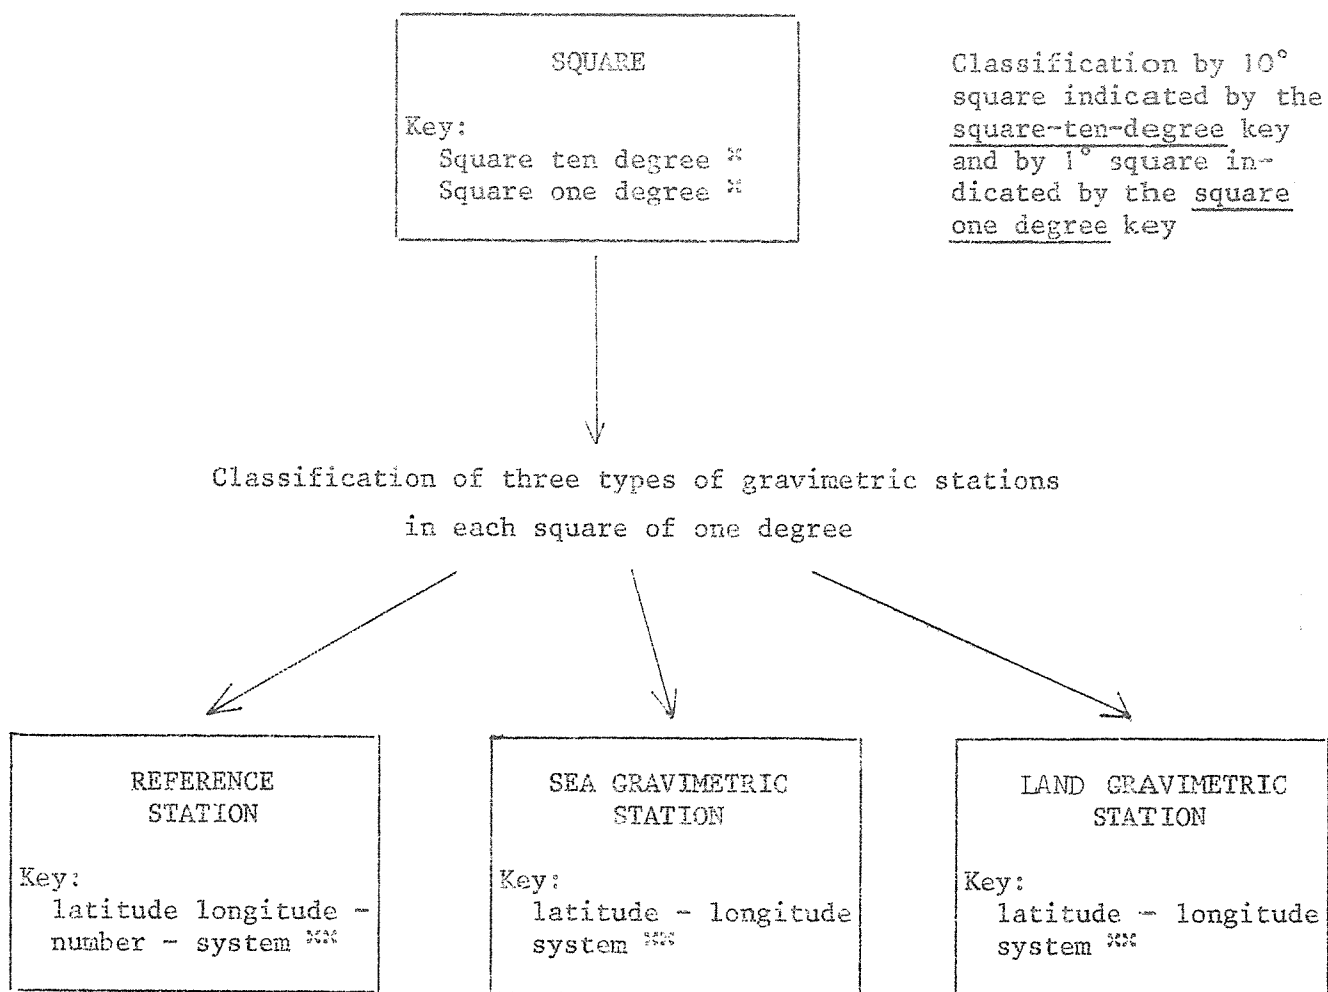 SQUARE
Key:
Square ten degree ※
Square one degree ※
Classification by 10°
square indicated by the
square-ten-degree key
and by 1° square in-
dicated by the square
one degree key
Classification of three types of gravimetric stations
in each square of one degree
REFERENCE
STATION
Key:
latitude longitude -
number - system ※※
SEA GRAVIMETRIC
STATION
Key:
latitude - longitude
system ※※
LAND GRAVIMETRIC
STATION
Key:
latitude - longitude
system ※※